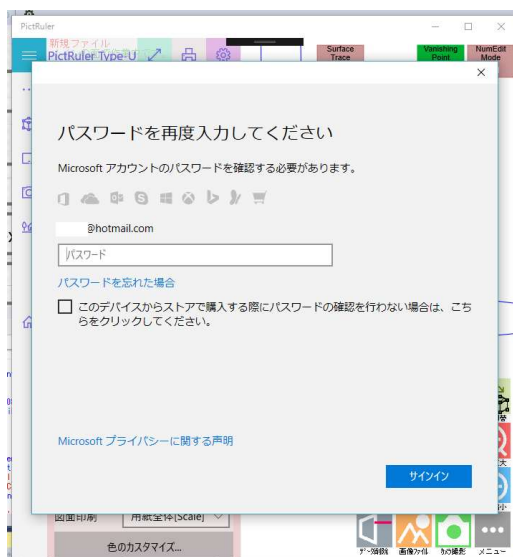 PictRuler
新規ファイル
PictRuler Type-U
Surface
Trace
Vanishing
Point
NumEdit
Mode
パスワードを再度入力してください
Microsoft アカウントのパスワードを確認する必要があります。
@hotmail.com
パスワード
パスワードを忘れた場合
このデバイスからストアで購入する際にパスワードの確認を行わない場合は、こち
らをクリックしてください。
Microsoft プライバシーに関する声明
サインイン
図面印刷
用紙全体[Scale]
色のカスタマイズ...
データ消除
画像ファイル
カメラ撮影
メニュー